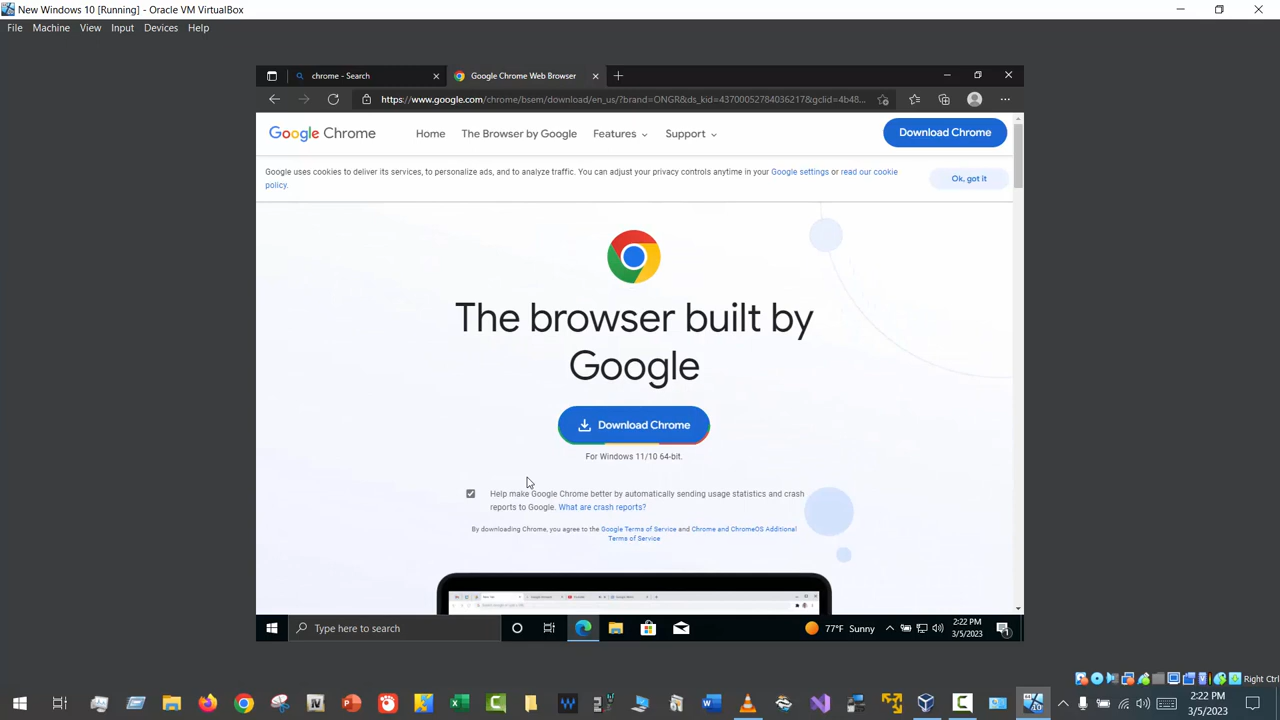 New Windows 10 [Running] - Oracle VM VirtualBox
File Machine View Input Devices Help
chrome - Search
Google Chrome Web Browser
https://www.google.com/chrome/bsem/download/en_us/?brand=ONGR&ds_kid=43700052784036217&gclid=4b48...
Google Chrome
Home
The Browser by Google
Features
Support
Download Chrome
Google uses cookies to deliver its services, to personalize ads, and to analyze traffic. You can adjust your privacy controls anytime in your Google settings or read our cookie
policy.
Ok, got it
The browser built by
Google
Download Chrome
For Windows 11/10 64-bit.
Help make Google Chrome better by automatically sending usage statistics and crash
reports to Google. What are crash reports?
By downloading Chrome, you agree to the Google Terms of Service and Chrome and ChromeOS Additional
Terms of Service
Type here to search
77°F Sunny
2:22 PM
3/5/2023
Right Ctrl
2:22 PM
3/5/2023